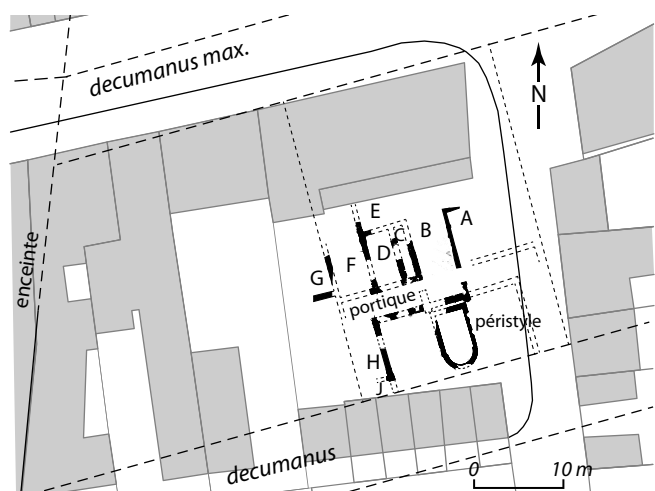 decumanus max.
N
enceinte
E
A
B
C
D
F
G
portique
péristyle
H
J
decumanus
0 10 m